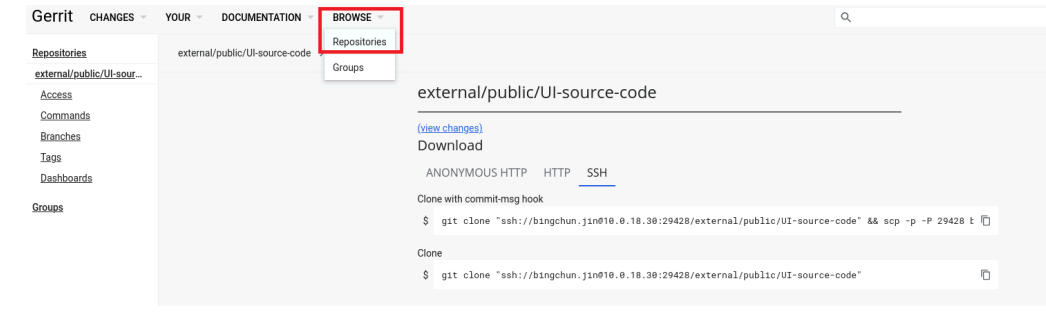 Gerrit CHANGES YOUR DOCUMENTATION BROWSE
Repositories
Groups
Repositories
external/public/UI-sour...
Access
Commands
Branches
Tags
Dashboards
Groups
external/public/UI-source-code
external/public/UI-source-code
(view changes)
Download
ANONYMOUS HTTP HTTP SSH
Clone with commit-msg hook
$ git clone "ssh://bingchun.jin@10.0.18.30:29428/external/public/UI-source-code" && scp -p -P 29428 b
Clone
$ git clone "ssh://bingchun.jin@10.0.18.30:29428/external/public/UI-source-code"